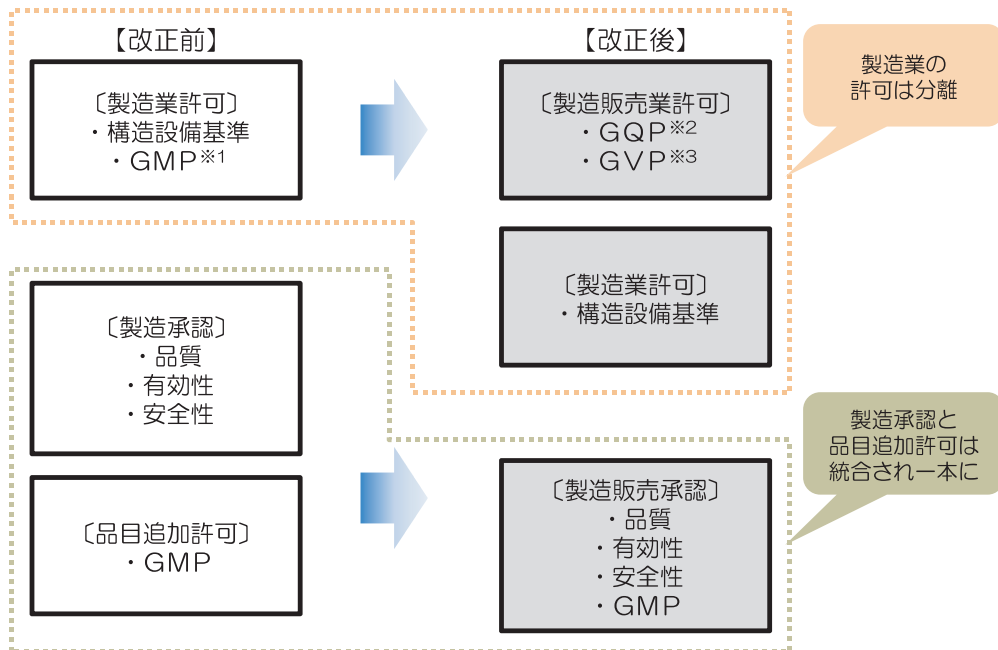 【改正前】
〔製造業許可〕
・構造設備基準
・GMP※1
【改正後】
〔製造販売業許可〕
・GQP※2
・GVP※3
製造業の
許可は分離
〔製造業許可〕
・構造設備基準
〔製造承認〕
・品質
・有効性
・安全性
〔品目追加許可〕
・GMP
〔製造販売承認〕
・品質
・有効性
・安全性
・GMP
製造承認と
品目追加許可は
統合され一本に